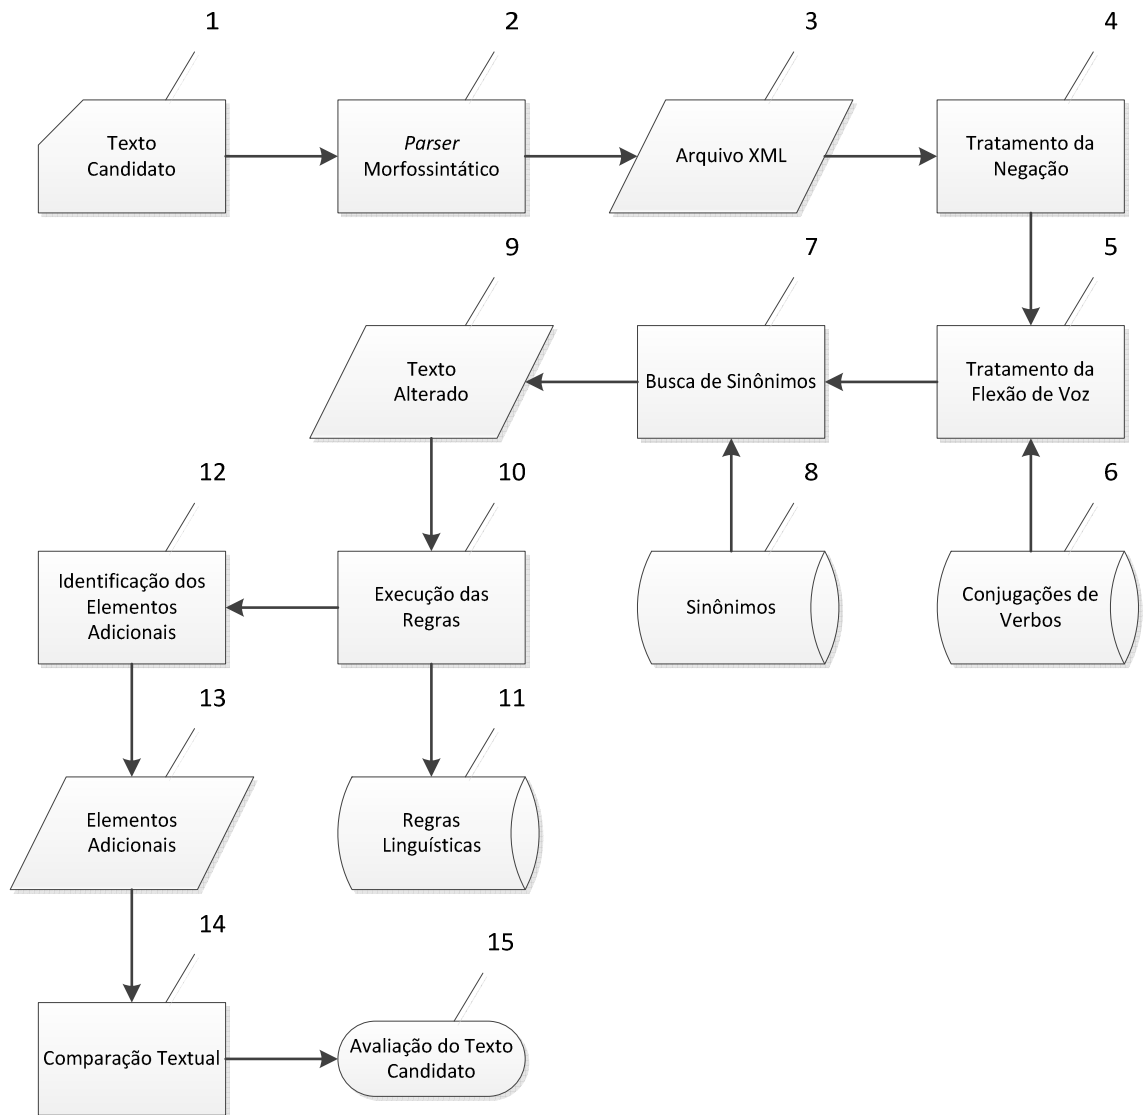 1
2
3
4
Texto
Candidato
Parser
Morfossintático
Arquivo XML
Tratamento da
Negação
9
7
5
Texto
Alterado
Busca de Sinônimos
Tratamento da
Flexão de Voz
12
10
8
6
Identificação dos
Elementos
Adicionais
Execução das
Regras
Sinônimos
Conjugações de
Verbos
13
11
Elementos
Adicionais
Regras
Linguísticas
14
15
Comparação Textual
Avaliação do Texto
Candidato